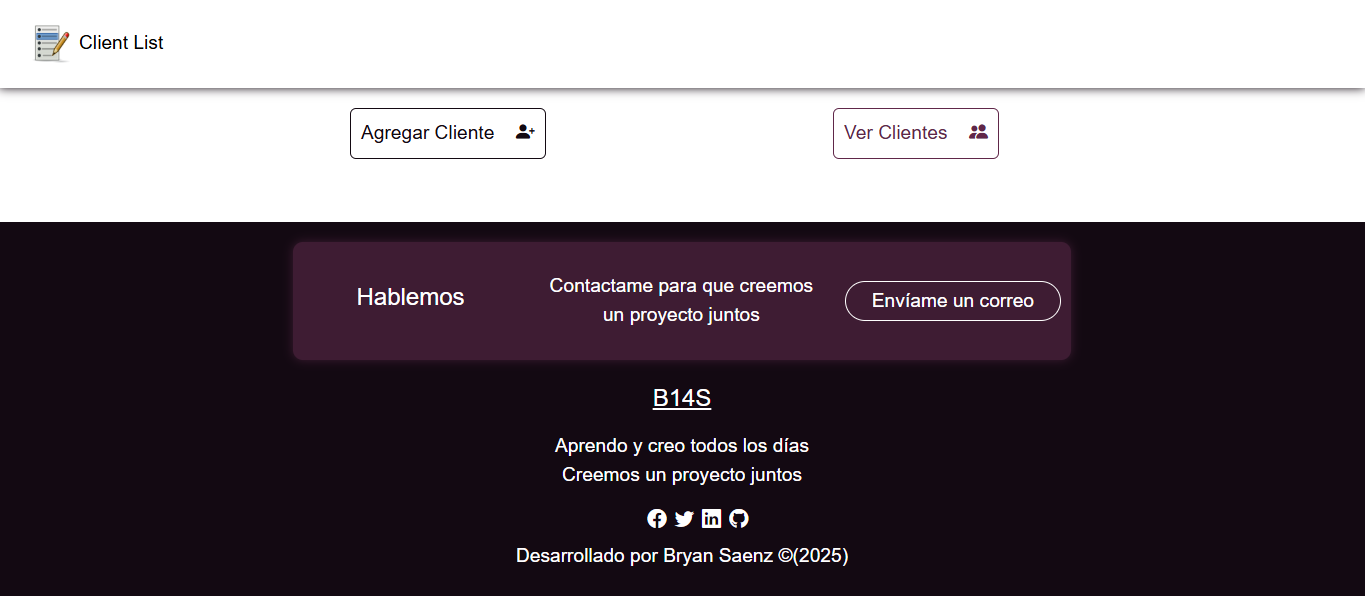 Client List
Agregar Cliente
Ver Clientes
Hablemos
Contactame para que creemos
un proyecto juntos
Envíame un correo
B14S
Aprendo y creo todos los días
Creemos un proyecto juntos
Desarrollado por Bryan Saenz ©(2025)